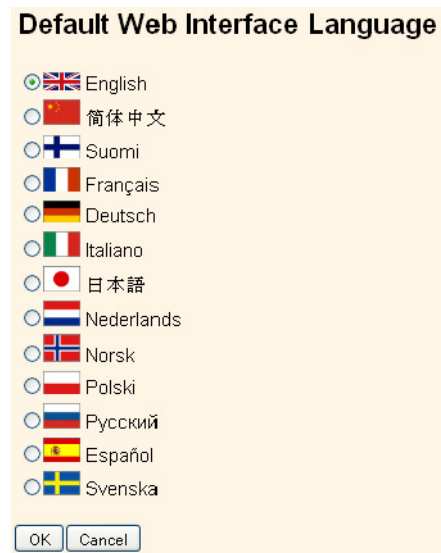 Default Web Interface Language
English
简体中文
Suomi
Français
Deutsch
Italiano
日本語
Nederlands
Norsk
Polski
Русский
Español
Svenska
OK Cancel